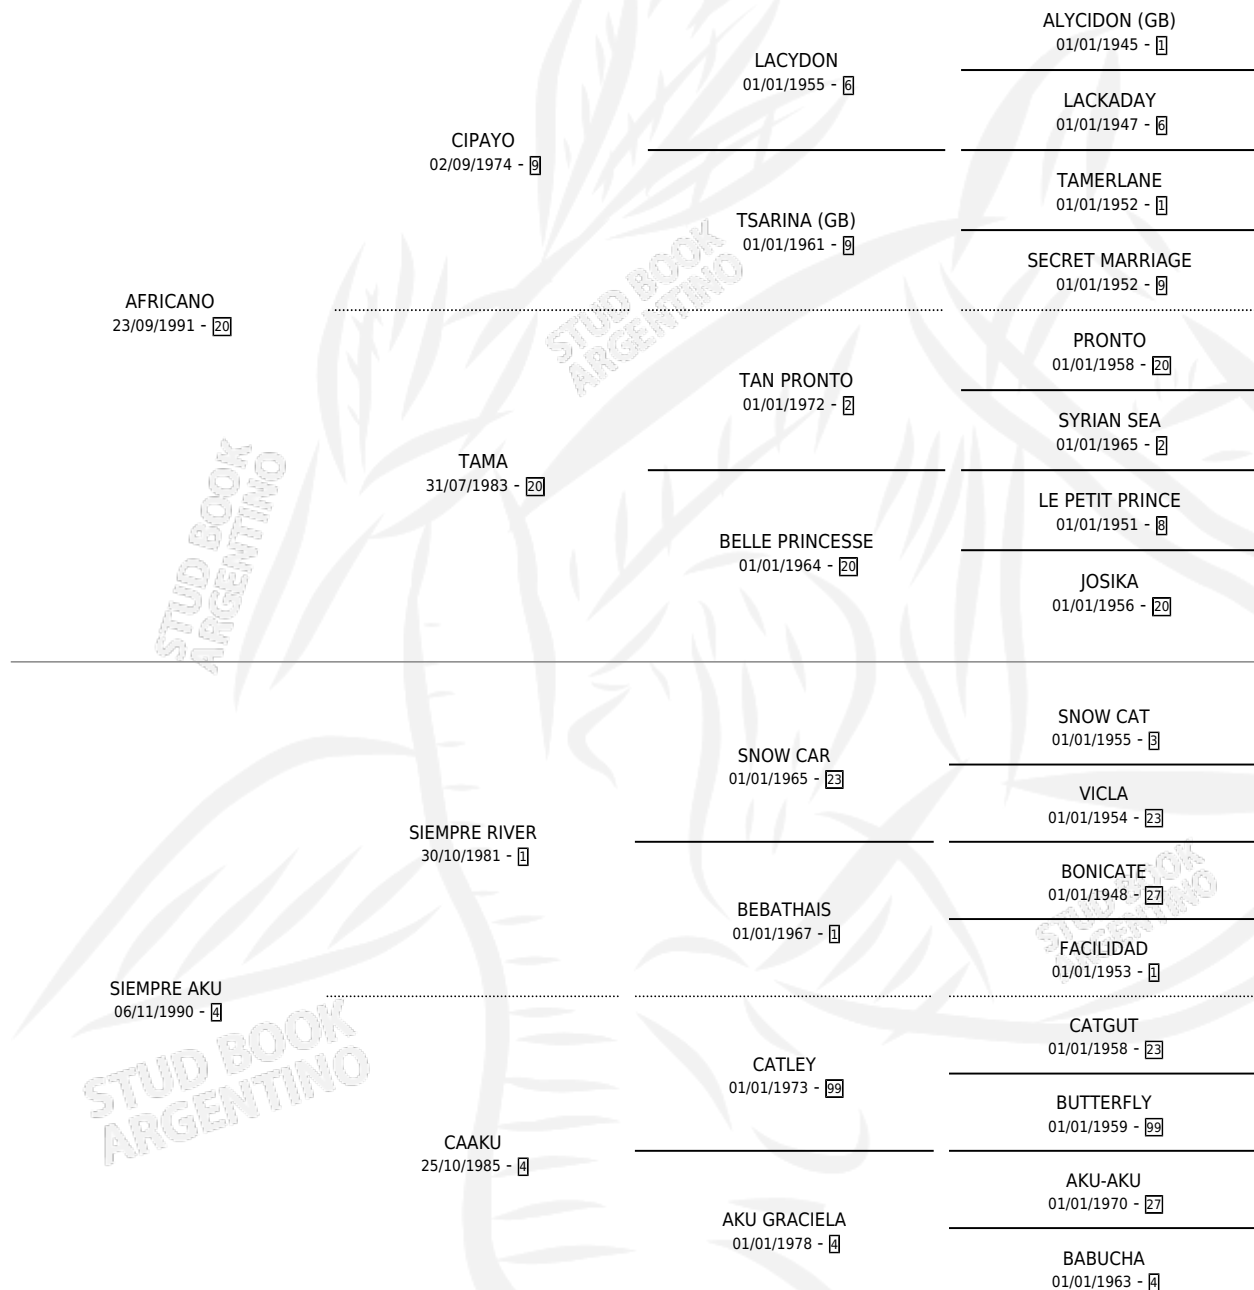 AFRICANO
23/09/1991 - 20
CIPAYO
02/09/1974 - 9
LACYDON
01/01/1955 - 6
ALYCIDON (GB)
01/01/1945 - 1
LACKADAY
01/01/1947 - 6
TSARINA (GB)
01/01/1961 - 9
TAMERLANE
01/01/1952 - 1
SECRET MARRIAGE
01/01/1952 - 9
TAMA
31/07/1983 - 20
TAN PRONTO
01/01/1972 - 2
PRONTO
01/01/1958 - 20
SYRIAN SEA
01/01/1965 - 2
BELLE PRINCESSE
01/01/1964 - 20
LE PETIT PRINCE
01/01/1951 - 8
JOSIKA
01/01/1956 - 20
SIEMPRE AKU
06/11/1990 - 4
SIEMPRE RIVER
30/10/1981 - 1
SNOW CAR
01/01/1965 - 23
SNOW CAT
01/01/1955 - 3
VICLA
01/01/1954 - 23
BEBATHAIS
01/01/1967 - 1
BONICATE
01/01/1948 - 27
FACILIDAD
01/01/1953 - 1
CAAKU
25/10/1985 - 4
CATLEY
01/01/1973 - 99
CATGUT
01/01/1958 - 23
BUTTERFLY
01/01/1959 - 99
AKU GRACIELA
01/01/1978 - 4
AKU-AKU
01/01/1970 - 27
BABUCHA
01/01/1963 - 4
STUD BOOK
ARGENTINO
STUD BOOK
ARGENTINO
STUD BOOK
ARGENTINO
STUD BOOK
ARGENTINO